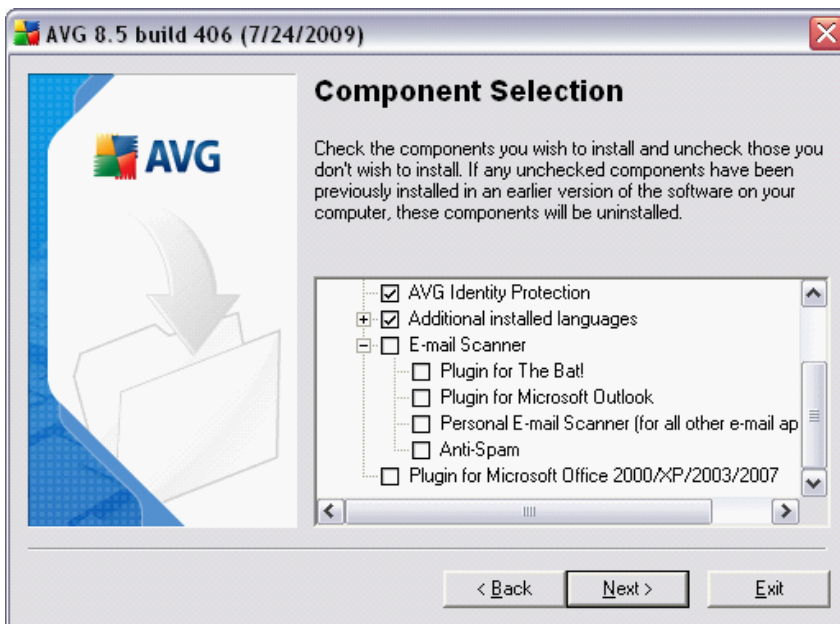 AVG 8.5 build 406 (7/24/2009)
AVG
Component Selection
Check the components you wish to install and uncheck those you
don't wish to install. If any unchecked components have been
previously installed in an earlier version of the software on your
computer, these components will be uninstalled.
AVG Identity Protection
Additional installed languages
E-mail Scanner
Plugin for The Bat!
Plugin for Microsoft Outlook
Personal E-mail Scanner (for all other e-mail ap
Anti-Spam
Plugin for Microsoft Office 2000/XP/2003/2007
< Back
Next >
Exit